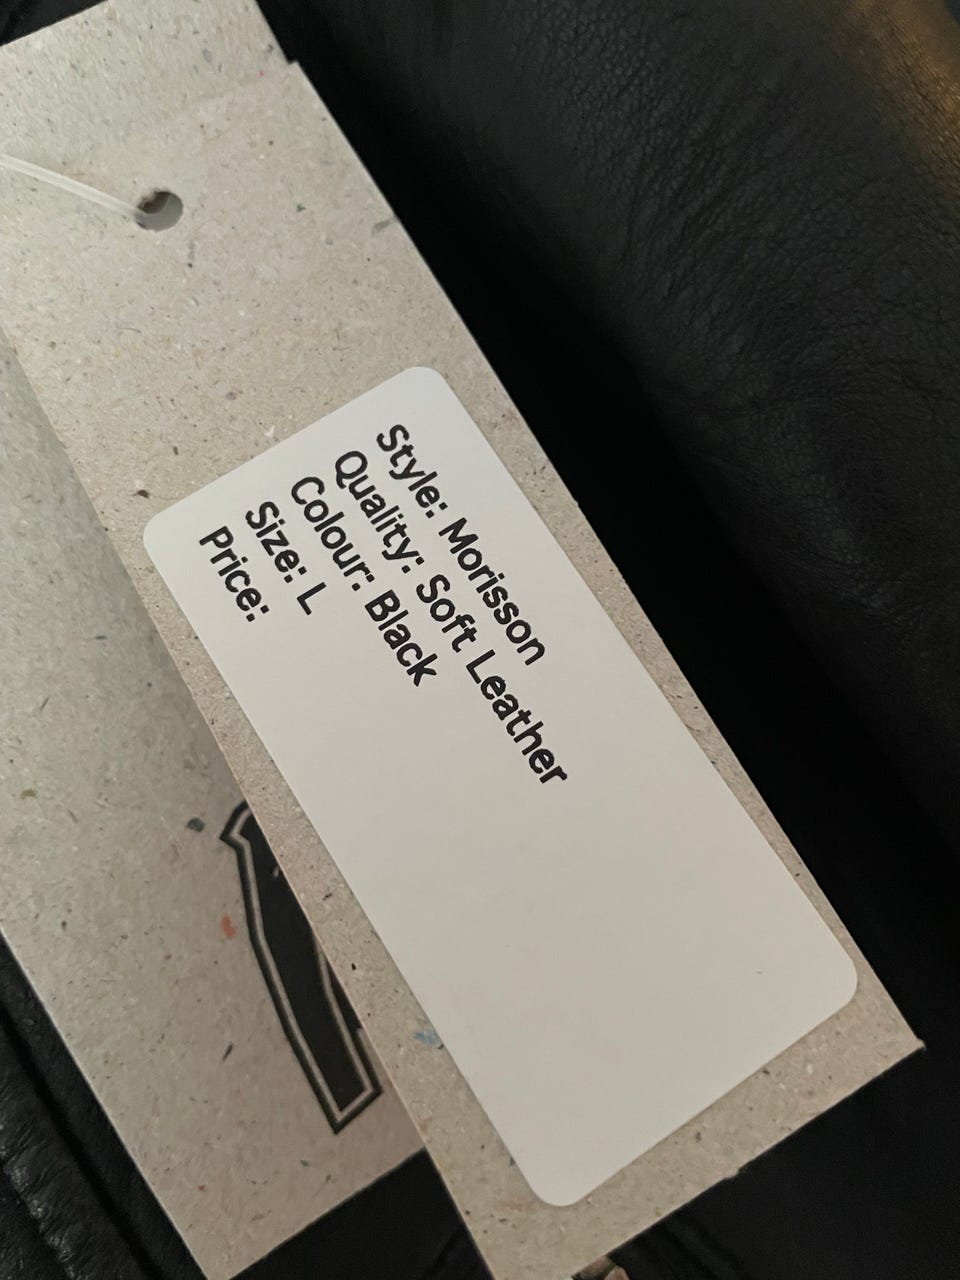 Style: Morisson
Quality: Soft Leather
Colour: Black
Size: L
Price: